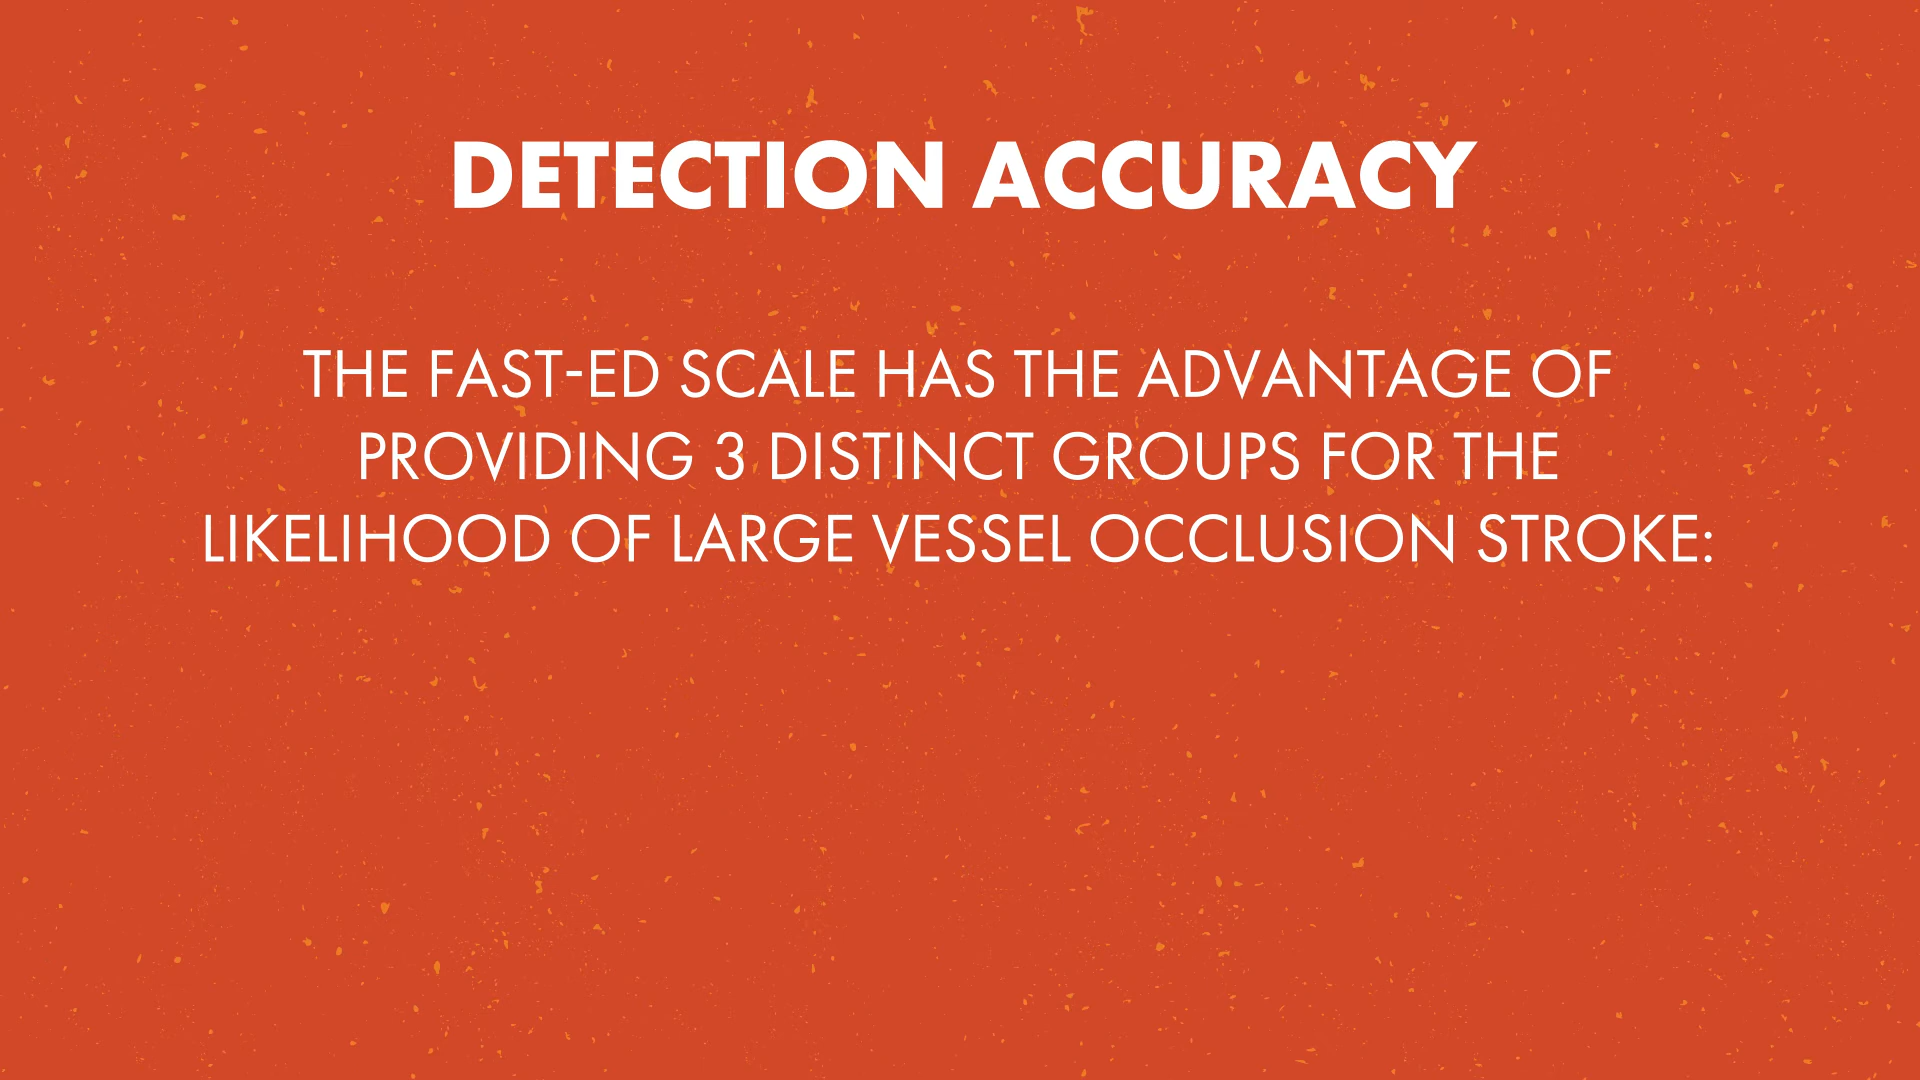 DETECTION ACCURACY
THE FAST-ED SCALE HAS THE ADVANTAGE OF
PROVIDING 3 DISTINCT GROUPS FOR THE
LIKELIHOOD OF LARGE VESSEL OCCLUSION STROKE: